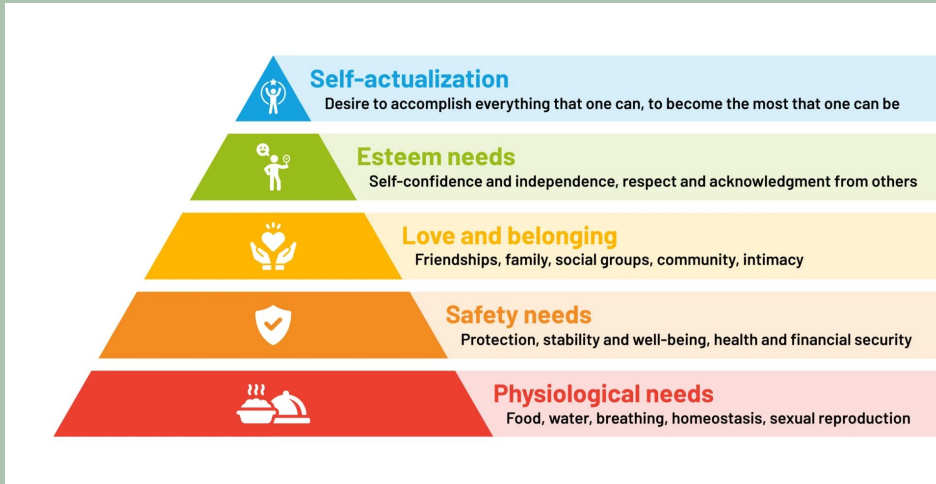 Self-actualization
Desire to accomplish everything that one can, to become the most that one can be
Esteem needs
Self-confidence and independence, respect and acknowledgment from others
Love and belonging
Friendships, family, social groups, community, intimacy
Safety needs
Protection, stability and well-being, health and financial security
Physiological needs
Food, water, breathing, homeostasis, sexual reproduction